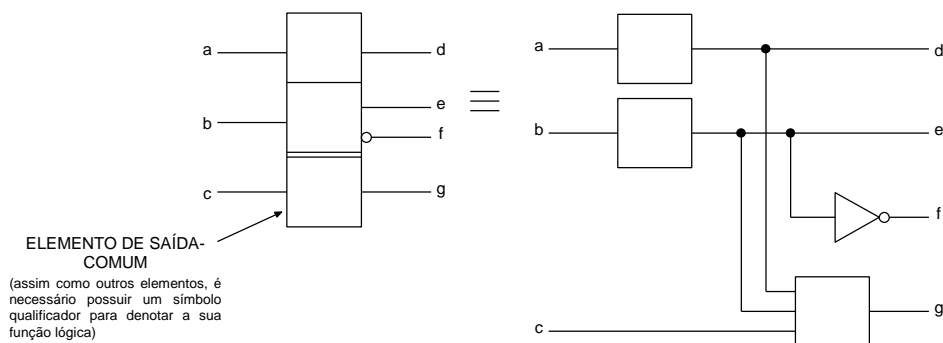 a
d
e
b
f
c
g
ELEMENTO DE SAÍDA-
COMUM
(assim como outros elementos, é
necessário possuir um símbolo
qualificador para denotar a sua
função lógica)
a
d
b
e
f
g
c